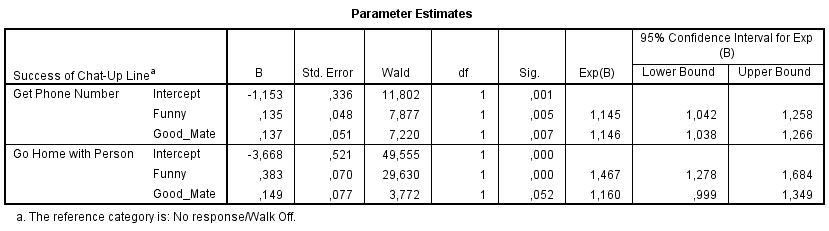 Parameter Estimates
95% Confidence Interval for Exp (B)
Success of Chat-Up Lineᵃ B Std. Error Wald df Sig. Exp(B) Lower Bound Upper Bound
Get Phone Number Intercept -1,153 ,336 11,802 1 ,001
Funny ,135 ,048 7,877 1 ,005 1,145 1,042 1,258
Good_Mate ,137 ,051 7,220 1 ,007 1,146 1,038 1,266
Go Home with Person Intercept -3,668 ,521 49,555 1 ,000
Funny ,383 ,070 29,630 1 ,000 1,467 1,278 1,684
Good_Mate ,149 ,077 3,772 1 ,052 1,160 ,999 1,349
a. The reference category is: No response/Walk Off.